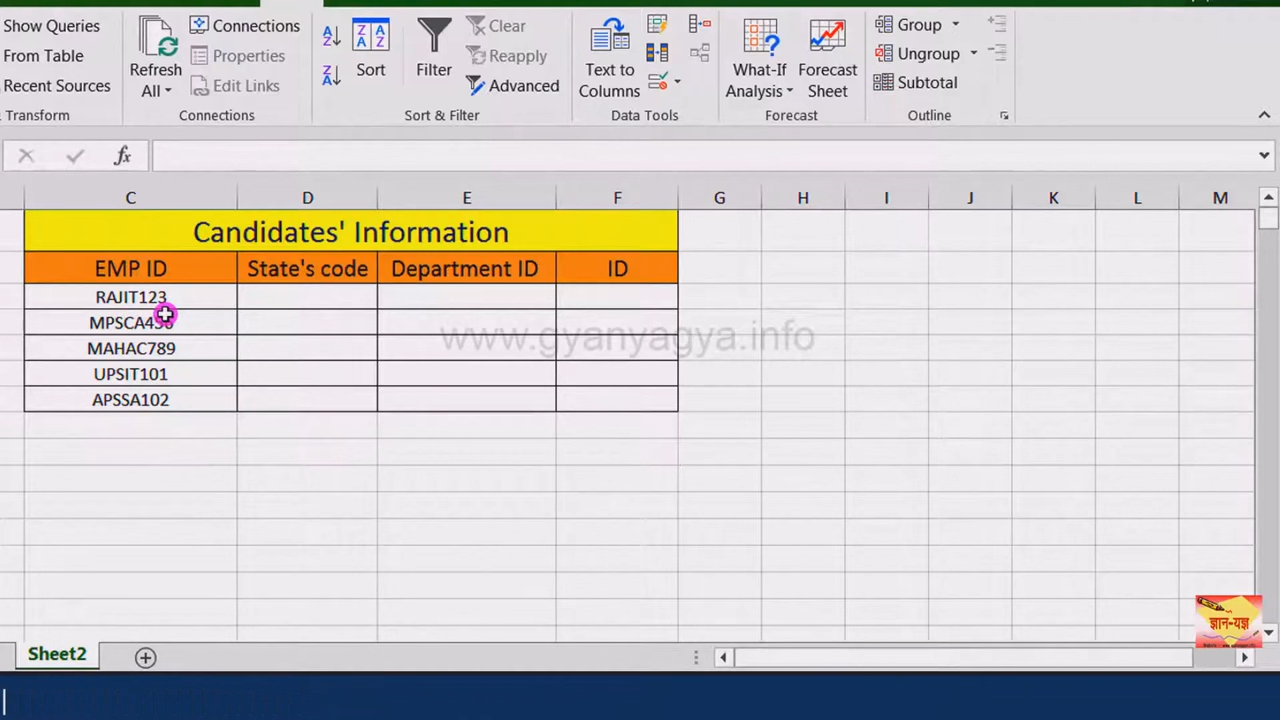 Show Queries
From Table
Recent Sources
Transform
Refresh
All
Connections
Properties
Edit Links
Connections
Sort
Filter
Clear
Reapply
Advanced
Sort & Filter
Text to
Columns
Data Tools
What-If
Analysis
Forecast
Sheet
Forecast
Group
Ungroup
Subtotal
Outline
fx
C D E F G H I J K L M
Candidates' Information
EMP ID State's code Department ID ID
RAJIT123
MPSCA456
MAHAC789
UPSIT101
APSSA102
www.gyanyagya.info
ज्ञान-यज्ञ
Sheet2